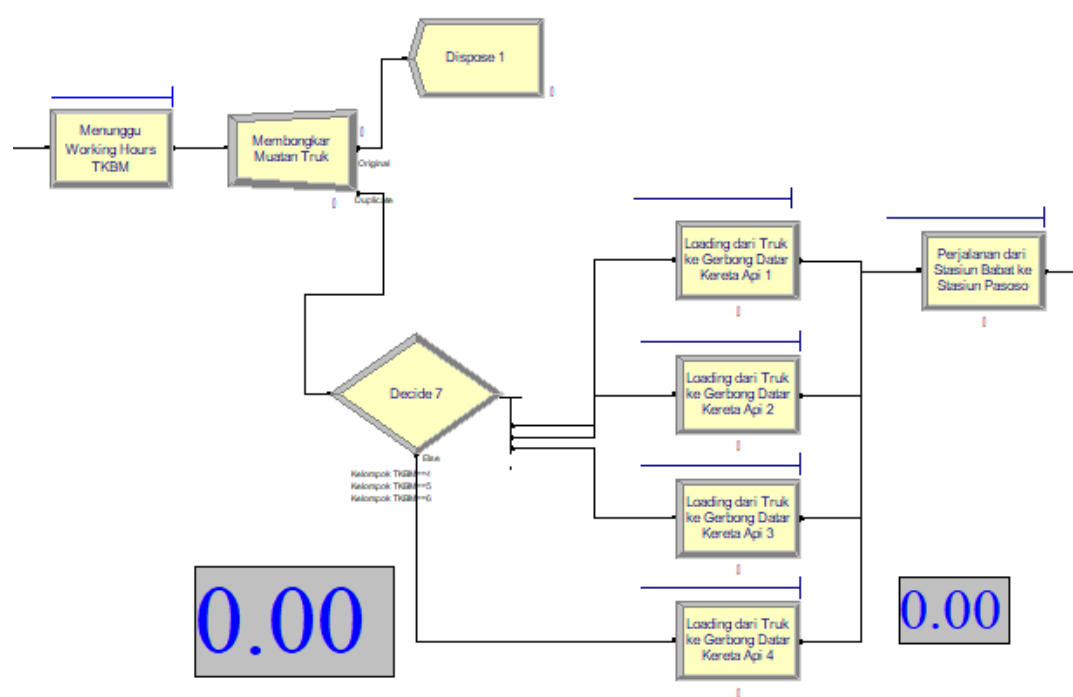 Dispose 1
Menunggu
Working Hours
TKBM
Membongkar
Muatan Truk
Original
Duplicate
Loading dari Truk
ke Gerbong Datar
Kereta Api 1
Perjalanan dari
Stasiun Babat ke
Stasiun Pasoso
Decide 7
Loading dari Truk
ke Gerbong Datar
Kereta Api 2
Else
Kelompok TKBM==4
Kelompok TKBM==5
Kelompok TKBM==6
Loading dari Truk
ke Gerbong Datar
Kereta Api 3
0.00
Loading dari Truk
ke Gerbong Datar
Kereta Api 4
0.00